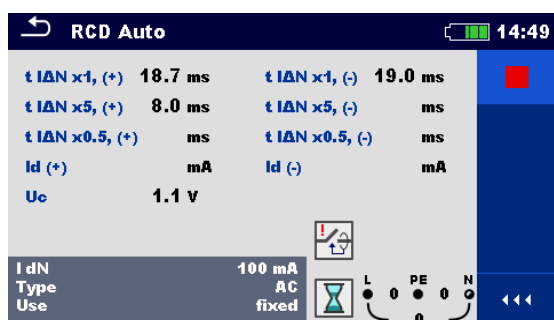 RCD Auto 14:49
t IΔN x1, (+) 18.7 ms t IΔN x1, (-) 19.0 ms
t IΔN x5, (+) 8.0 ms t IΔN x5, (-) ms
t IΔN x0.5, (+) ms t IΔN x0.5, (-) ms
Id (+) mA Id (-) mA
Uc 1.1 V
I dN 100 mA
Type AC
Use fixed
L PE N
0 0
0